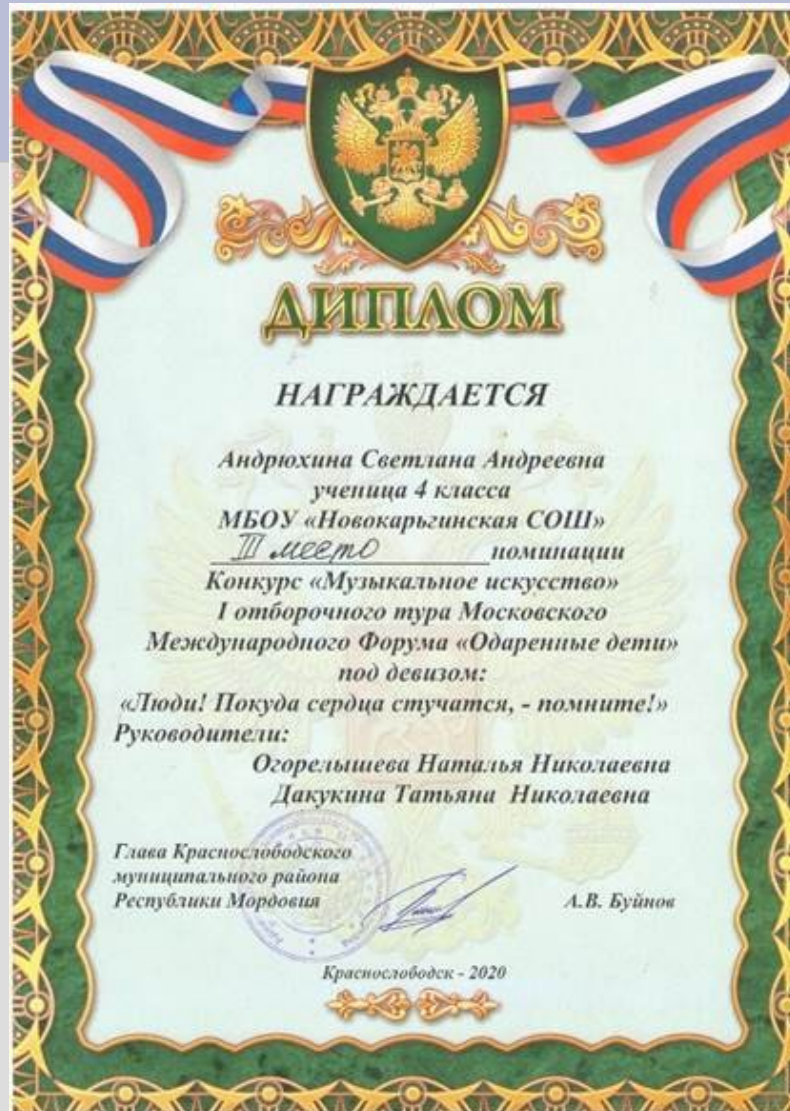 ДИПЛОМ
НАГРАЖДАЕТСЯ
Андрюхина Светлана Андреевна
ученица 4 класса
МБОУ «Новокарьгинская СОШ»
III место номинации
Конкурс «Музыкальное искусство»
I отборочного тура Московского
Международного Форума «Одаренные дети»
под девизом:
«Люди! Покуда сердца стучатся, - помните!»
Руководители:
Огорелышева Наталья Николаевна
Дакукина Татьяна Николаевна
Глава Краснослободского
муниципального района
Республики Мордовия
А.В. Буйнов
Краснослободск - 2020